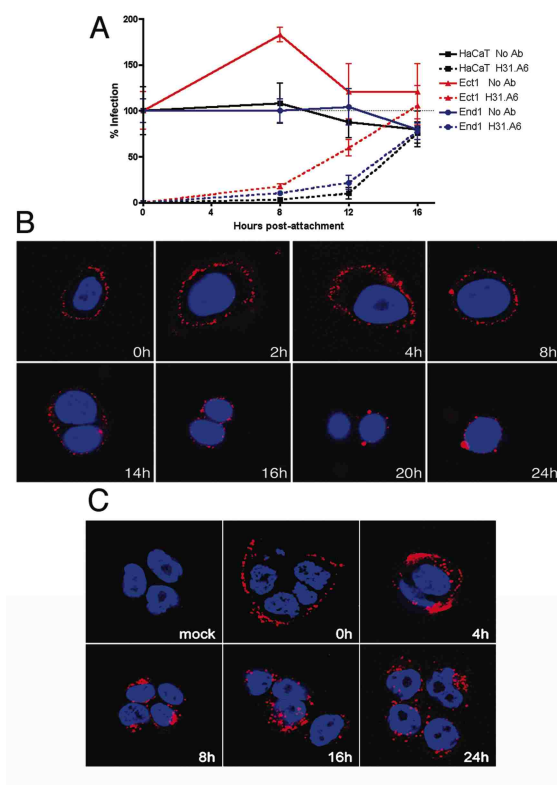 A
200
150
100
50
0
% Infection
0
4
8
12
16
Hours post-attachment
HaCaT No Ab
HaCaT H31.A6
Ect1 No Ab
Ect1 H31.A6
End1 No Ab
End1 H31.A6
B
0h
2h
4h
8h
14h
16h
20h
24h
C
mock
0h
4h
8h
16h
24h